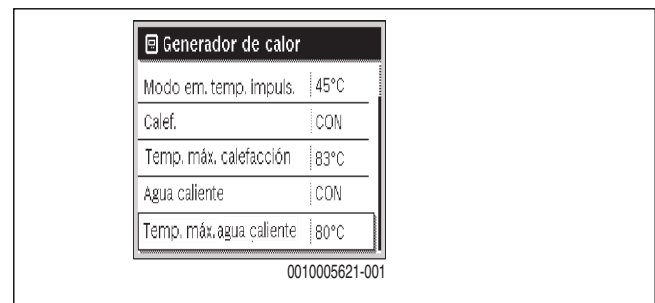 Generador de calor
Modo em. temp. impuls. 45°C
Calef. CON
Temp. máx. calefacción 83°C
Agua caliente CON
Temp. máx. agua caliente 80°C
0010005621-001